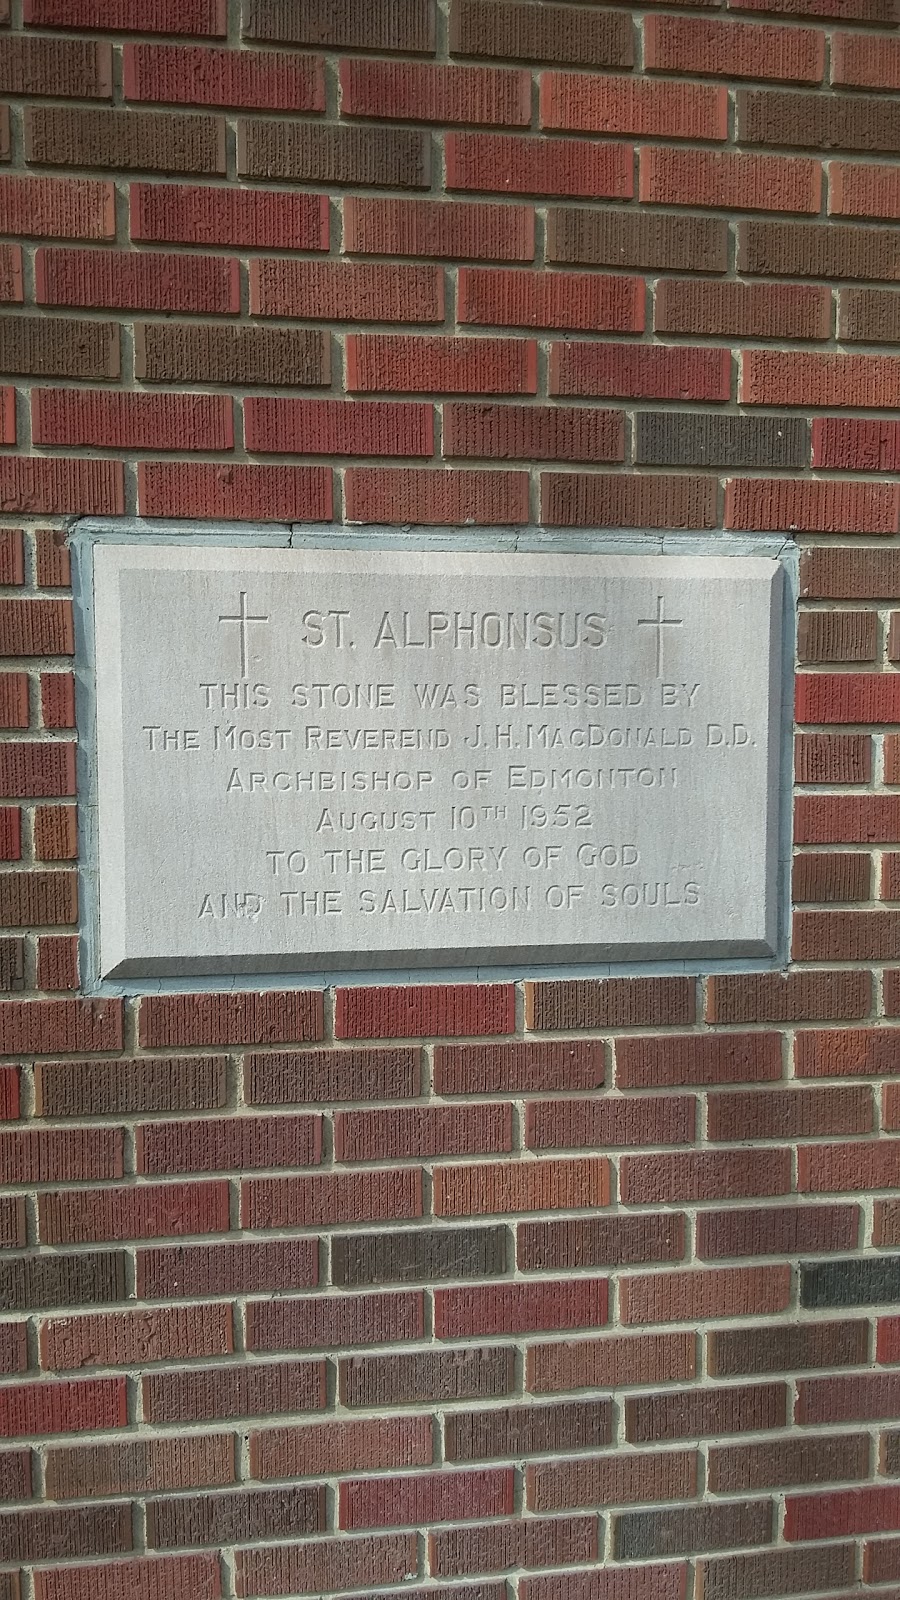 ST. ALPHONSUS
THIS STONE WAS BLESSED BY
THE MOST REVEREND J.H. MACDONALD D.D.
ARCHBISHOP OF EDMONTON
AUGUST 10TH 1952
TO THE GLORY OF GOD
AND THE SALVATION OF SOULS